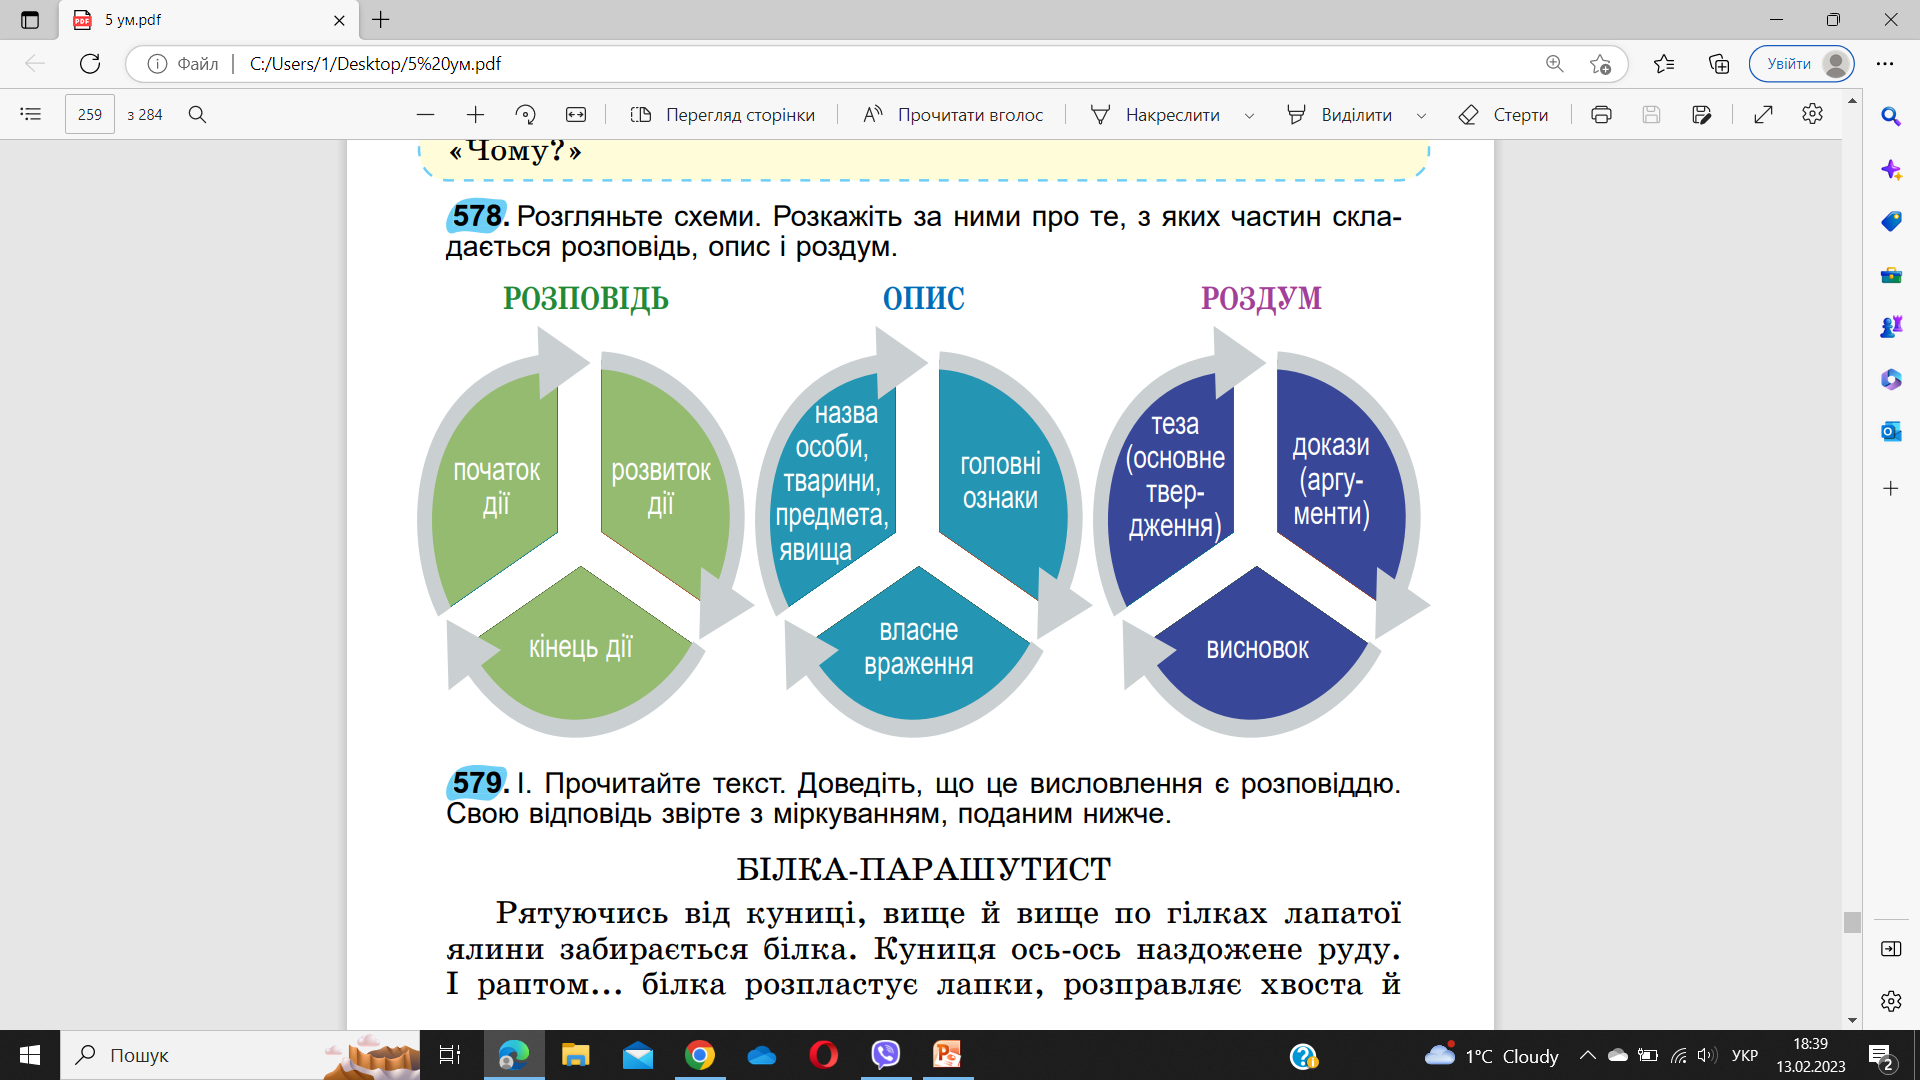 5 ум.pdf
Файл
C:/Users/1/Desktop/5%20ум.pdf
Увійти
259
з 284
Перегляд сторінки
Прочитати вголос
Накреслити
Виділити
Стерти
«Чому?»
578. Розгляньте схеми. Розкажіть за ними про те, з яких частин скла-
дається розповідь, опис і роздум.
РОЗПОВІДЬ
початок
дії
розвиток
дії
кінець дії
ОПИС
назва
особи,
тварини,
предмета,
явища
головні
ознаки
власне
враження
РОЗДУМ
теза
(основне
твер-
дження)
докази
(аргу-
менти)
висновок
579. І. Прочитайте текст. Доведіть, що це висловлення є розповіддю.
Свою відповідь звірте з міркуванням, поданим нижче.
БІЛКА-ПАРАШУТИСТ
Рятуючись від куниці, вище й вище по гілках лапатої
ялини забирається білка. Куниця ось-ось наздожене руду.
І раптом... білка розпластує лапки, розправляє хвоста й
Пошук
1°C Cloudy
УКР
18:39
13.02.2023
2